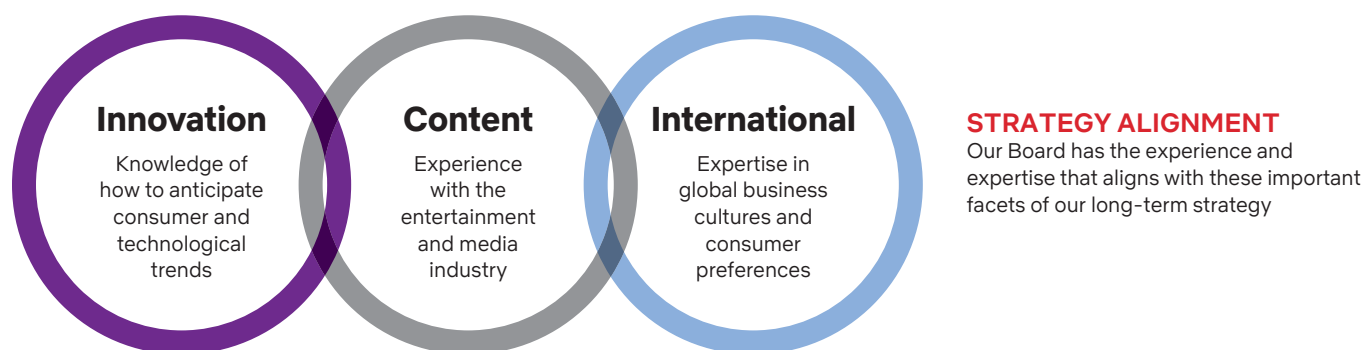 Innovation
Knowledge of
how to anticipate
consumer and
technological
trends
Content
Experience
with the
entertainment
and media
industry
International
Expertise in
global business
cultures and
consumer
preferences
STRATEGY ALIGNMENT
Our Board has the experience and
expertise that aligns with these important
facets of our long-term strategy